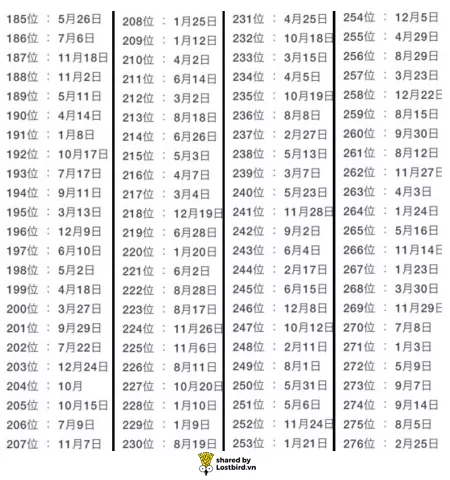 185位 : 5月26日
186位 : 7月6日
187位 : 11月18日
188位 : 11月2日
189位 : 5月11日
190位 : 4月14日
191位 : 1月8日
192位 : 10月17日
193位 : 7月17日
194位 : 9月11日
195位 : 3月13日
196位 : 12月9日
197位 : 6月10日
198位 : 5月2日
199位 : 4月18日
200位 : 3月27日
201位 : 9月29日
202位 : 7月22日
203位 : 12月24日
204位 : 10月
205位 : 10月15日
206位 : 7月9日
207位 : 11月7日
208位 : 1月25日
209位 : 1月12日
210位 : 4月2日
211位 : 6月14日
212位 : 3月2日
213位 : 8月18日
214位 : 6月26日
215位 : 5月3日
216位 : 4月7日
217位 : 3月4日
218位 : 12月19日
219位 : 6月28日
220位 : 1月20日
221位 : 6月2日
222位 : 8月28日
223位 : 8月17日
224位 : 11月26日
225位 : 11月6日
226位 : 8月11日
227位 : 10月20日
228位 : 1月10日
229位 : 1月9日
230位 : 8月19日
231位 : 4月25日
232位 : 10月18日
233位 : 3月15日
234位 : 4月5日
235位 : 10月19日
236位 : 8月8日
237位 : 2月27日
238位 : 5月13日
239位 : 3月7日
240位 : 5月23日
241位 : 11月28日
242位 : 9月2日
243位 : 6月4日
244位 : 2月17日
245位 : 6月15日
246位 : 12月8日
247位 : 10月12日
248位 : 2月11日
249位 : 8月1日
250位 : 5月31日
251位 : 5月6日
252位 : 11月24日
253位 : 1月21日
254位 : 12月5日
255位 : 4月29日
256位 : 8月29日
257位 : 3月23日
258位 : 12月22日
259位 : 8月15日
260位 : 9月30日
261位 : 8月12日
262位 : 11月27日
263位 : 4月3日
264位 : 1月24日
265位 : 5月16日
266位 : 11月14日
267位 : 1月23日
268位 : 3月30日
269位 : 11月29日
270位 : 7月8日
271位 : 1月3日
272位 : 5月9日
273位 : 9月7日
274位 : 9月14日
275位 : 8月5日
276位 : 2月25日
shared by
Lostbird.vn